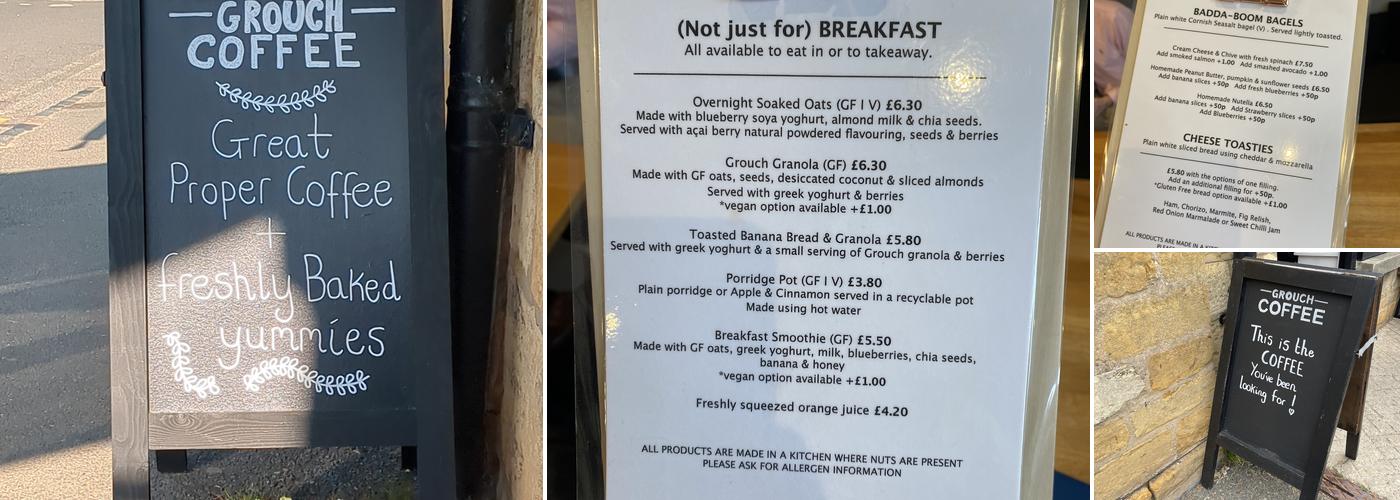 GROUCH
COFFEE
Great
Proper Coffee
+
freshly Baked
yummies
(Not just for) BREAKFAST
All available to eat in or to takeaway.
Overnight Soaked Oats (GF I V) £6.30
Made with blueberry soya yoghurt, almond milk & chia seeds.
Served with açai berry natural powdered flavouring, seeds & berries
Grouch Granola (GF) £6.30
Made with GF oats, seeds, desiccated coconut & sliced almonds
Served with greek yoghurt & berries
*vegan option available +£1.00
Toasted Banana Bread & Granola £5.80
Served with greek yoghurt & a small serving of Grouch granola & berries
Porridge Pot (GF I V) £3.80
Plain porridge or Apple & Cinnamon served in a recyclable pot
Made using hot water
Breakfast Smoothie (GF) £5.50
Made with GF oats, greek yoghurt, milk, blueberries, chia seeds,
banana & honey
*vegan option available +£1.00
Freshly squeezed orange juice £4.20
ALL PRODUCTS ARE MADE IN A KITCHEN WHERE NUTS ARE PRESENT
PLEASE ASK FOR ALLERGEN INFORMATION
BADDA-BOOM BAGELS
Plain white Cornish Seasalt bagel (V) . Served lightly toasted.
Cream Cheese & Chive with fresh spinach £7.50
Add smoked salmon +1.00 Add smashed avocado +1.00
Homemade Peanut Butter, pumpkin & sunflower seeds £6.50
Add banana slices +50p Add fresh blueberries +50p
Homemade Nutella £6.50
Add banana slices +50p Add Strawberry slices +50p
Add Blueberries +50p
CHEESE TOASTIES
Plain white sliced bread using cheddar & mozzarella
£5.80 with the options of one filling.
Add an additional filling for +50p.
*Gluten Free bread option available +£1.00
Ham, Chorizo, Marmite, Fig Relish,
Red Onion Marmalade or Sweet Chilli Jam
ALL PRODUCTS ARE MADE IN A
GROUCH
COFFEE
This is the
COFFEE
You've been
looking for !